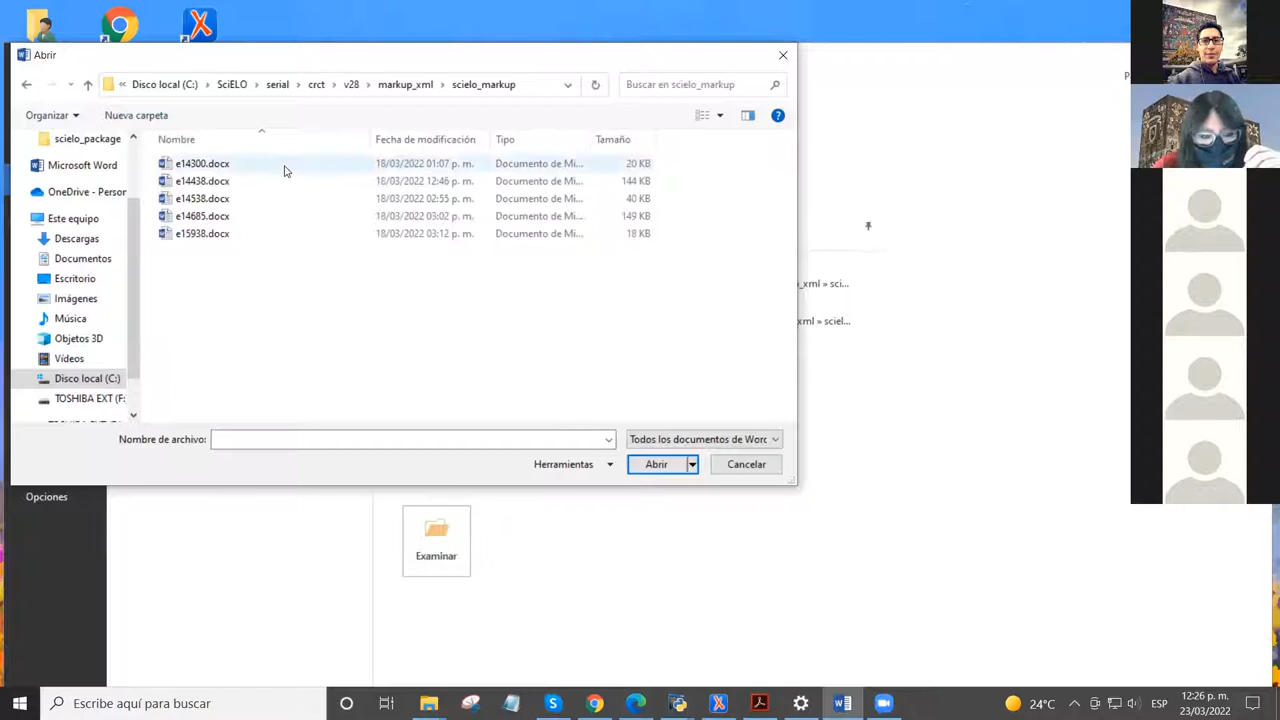 Abrir
« Disco local (C:) › SciELO › serial › crct › v28 › markup_xml › scielo_markup
Buscar en scielo_markup
Organizar
Nueva carpeta
Nombre
Fecha de modificación
Tipo
Tamaño
scielo_package
Microsoft Word
OneDrive - Person
Este equipo
Descargas
Documentos
Escritorio
Imágenes
Música
Objetos 3D
Vídeos
Disco local (C:)
TOSHIBA EXT (F:
e14300.docx 18/03/2022 01:07 p. m. Documento de Mi... 20 KB
e14438.docx 18/03/2022 12:46 p. m. Documento de Mi... 144 KB
e14538.docx 18/03/2022 02:55 p. m. Documento de Mi... 40 KB
e14685.docx 18/03/2022 03:02 p. m. Documento de Mi... 149 KB
e15938.docx 18/03/2022 03:12 p. m. Documento de Mi... 18 KB
_xml » sci...
xml » sciel...
Nombre de archivo:
Todos los documentos de Word
Herramientas
Abrir
Cancelar
Opciones
Examinar
Escribe aquí para buscar
24°C
ESP
12:26 p. m.
23/03/2022